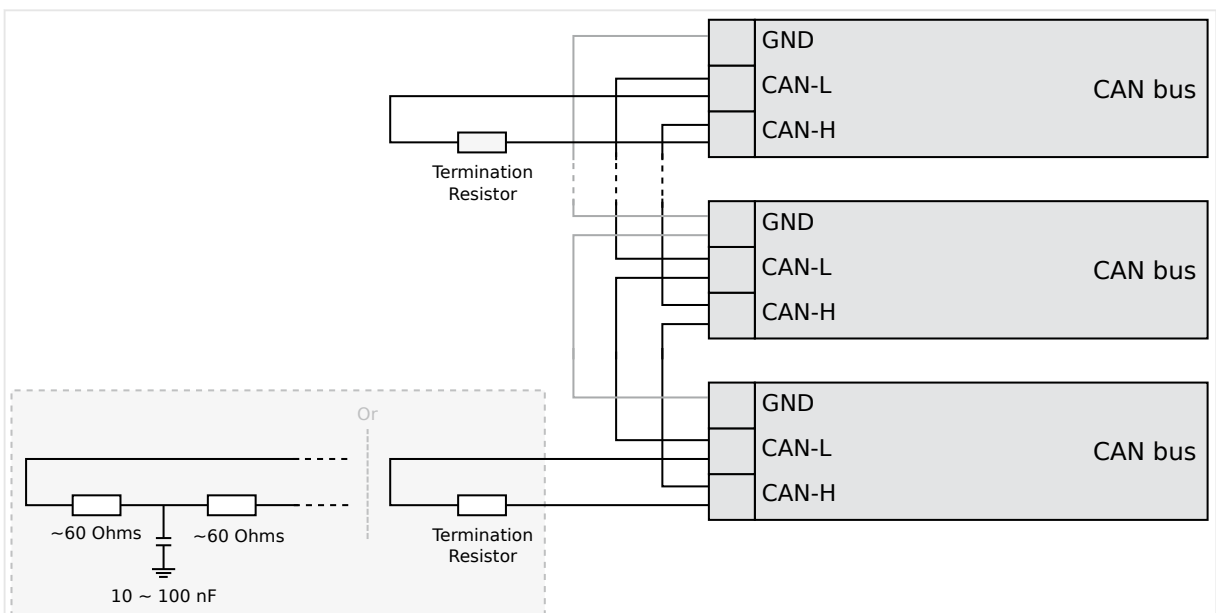 GND
CAN-L
CAN bus
CAN-H
Termination
Resistor
GND
CAN-L
CAN bus
CAN-H
GND
Or
CAN-L
CAN bus
CAN-H
~60 Ohms
~60 Ohms
Termination
Resistor
10 ~ 100 nF